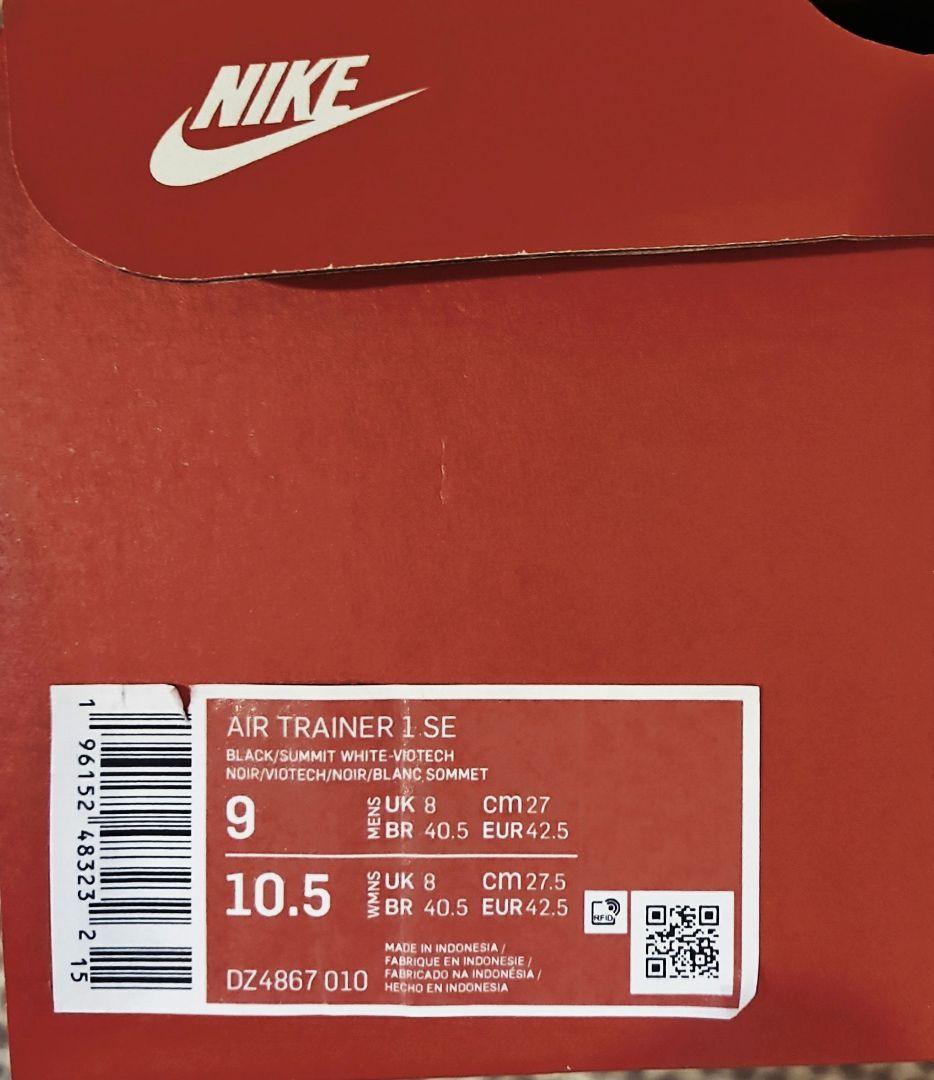 NIKE
AIR TRAINER 1 SE
BLACK/SUMMIT WHITE-VIOTECH
NOIR/VIOTECH/NOIR/BLANC SOMMET
9 MENS UK 8 cm 27
BR 40.5 EUR 42.5
10.5 WMNS UK 8 cm 27.5
BR 40.5 EUR 42.5
RFID
MADE IN INDONESIA /
FABRIQUE EN INDONESIE /
FABRICADO NA INDONÉSIA /
HECHO EN INDONESIA
DZ4867 010
1 96152 48323 2 15